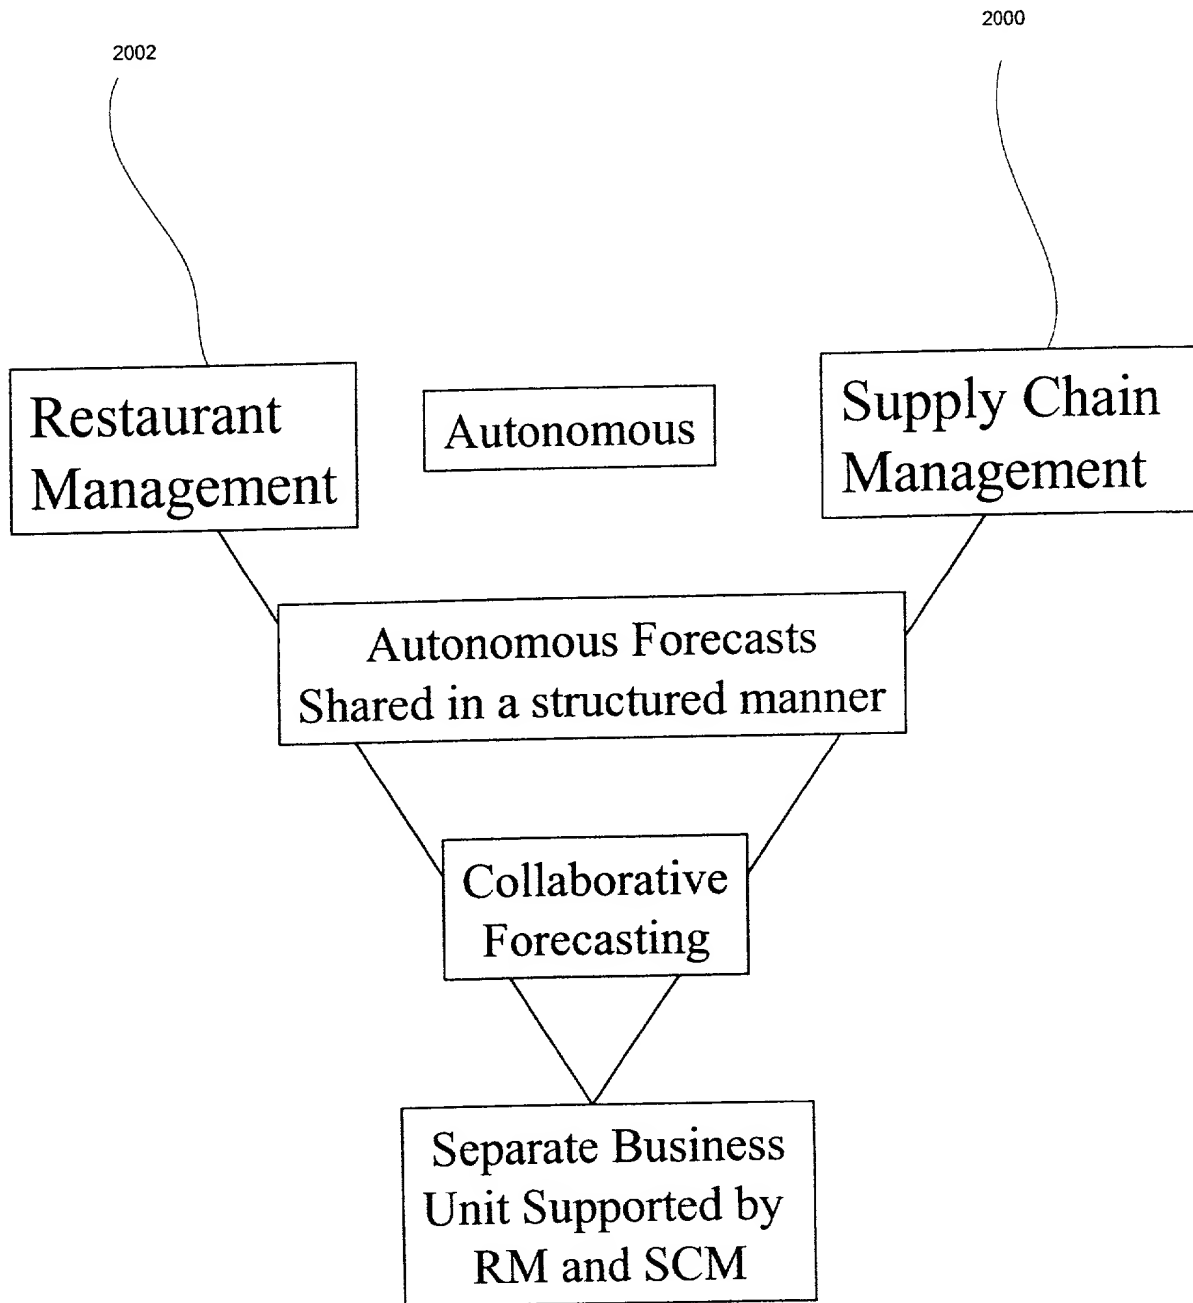 2002
2000
Restaurant
Management
Autonomous
Supply Chain
Management
Autonomous Forecasts
Shared in a structured manner
Collaborative
Forecasting
Separate Business
Unit Supported by
RM and SCM